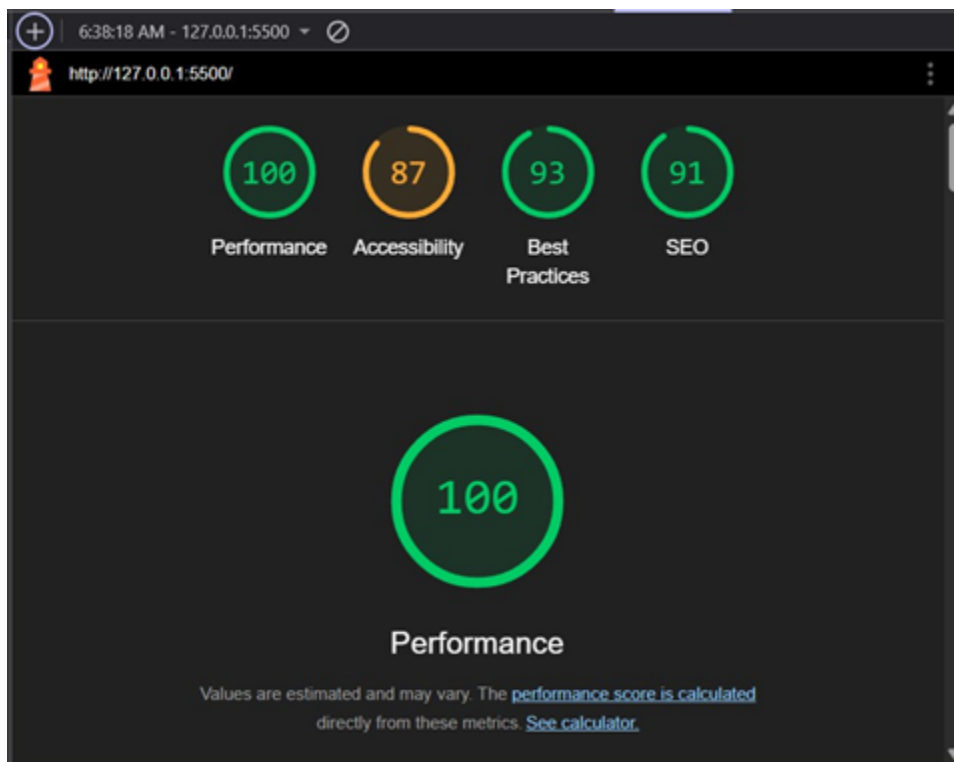 6:38:18 AM - 127.0.0.1:5500
http://127.0.0.1:5500/
100 87 93 91
Performance Accessibility Best Practices SEO
100
Performance
Values are estimated and may vary. The performance score is calculated
directly from these metrics. See calculator.